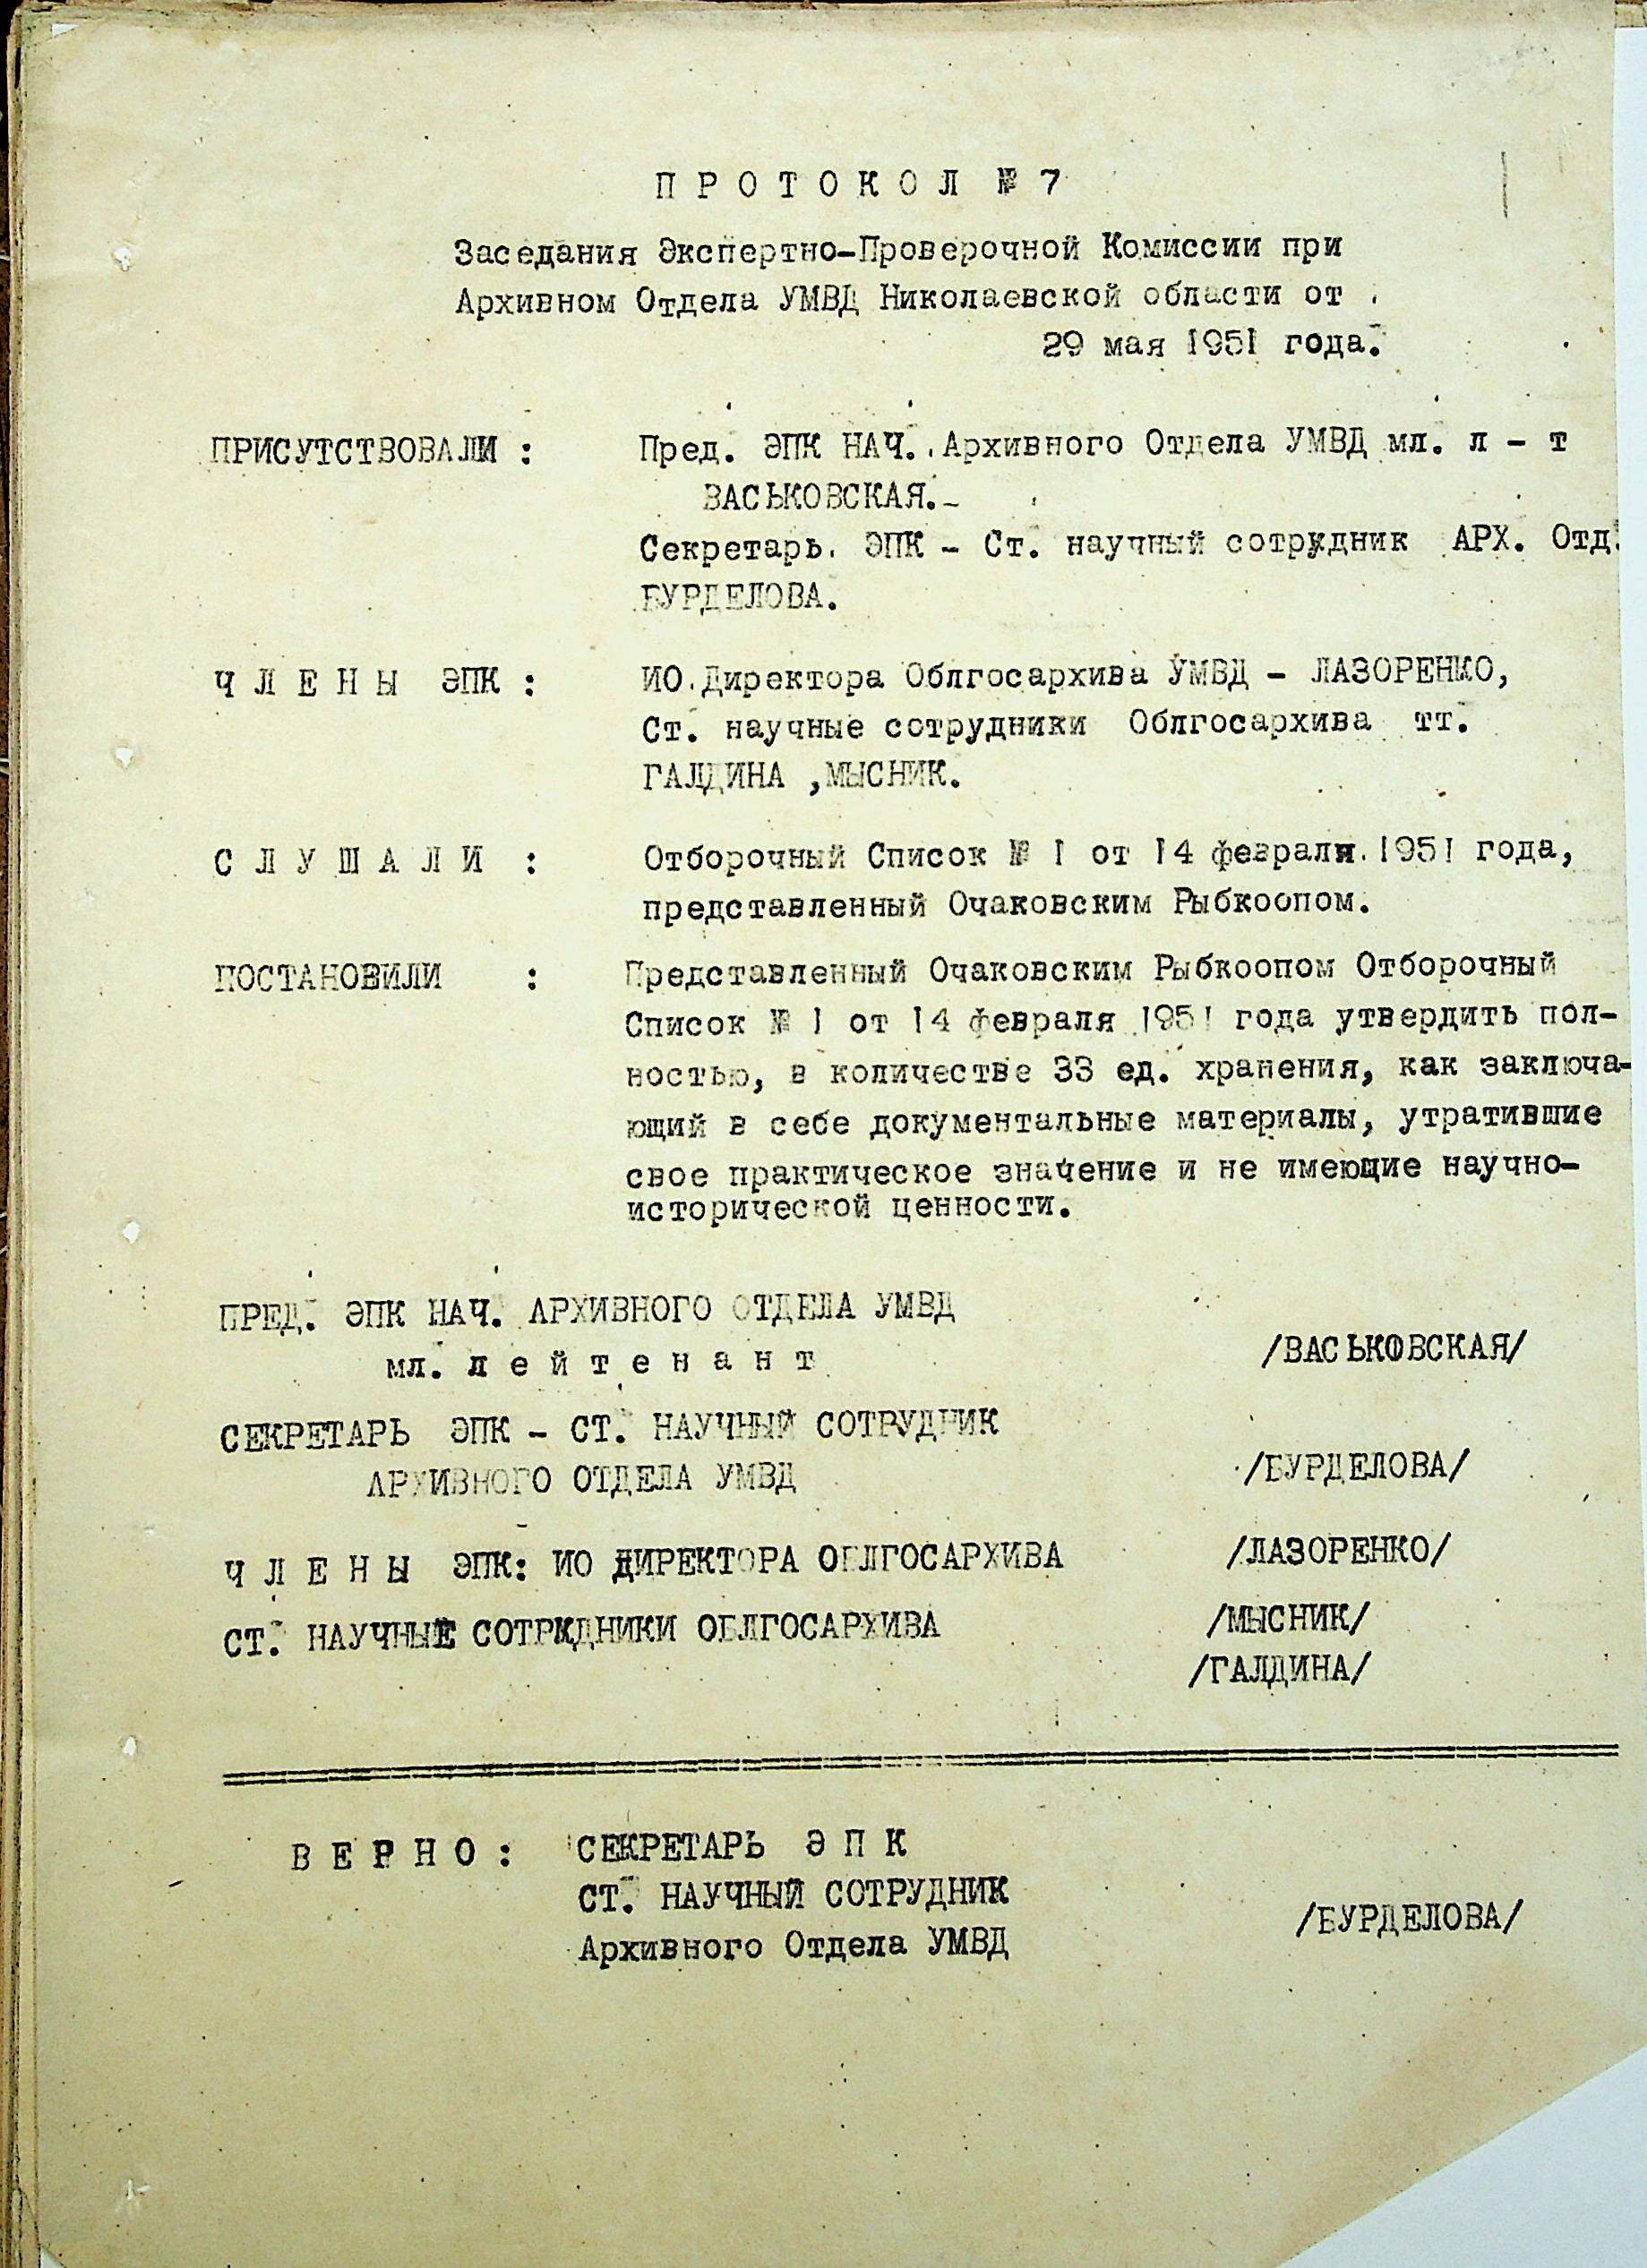 П Р О Т О К О Л № 7
Заседания Экспертно-Проверочной Комиссии при
Архивном Отдела УМВД Николаевской области от
29 мая 1951 года.
ПРИСУТСТВОВАЛИ : Пред. ЭПК НАЧ. Архивного Отдела УМВД мл. л - т
ВАСЬКОВСКАЯ.-
Секретарь. ЭПК - Ст. научный сотрудник АРХ. Отд.
БУРДЕЛОВА.
Ч Л Е Н Ы ЭПК : ИО.Директора Облгосархива УМВД - ЛАЗОРЕНКО,
Ст. научные сотрудники Облгосархива тт.
ГАЛДИНА ,МЫСНИК.
С Л У Ш А Л И : Отборочный Список № 1 от 14 февраля.1951 года,
представленный Очаковским Рыбкоопом.
ПОСТАНОВИЛИ : Представленный Очаковским Рыбкоопом Отборочный
Список № 1 от 14 февраля 1951 года утвердить пол-
ностью, в количестве 33 ед. хранения, как заключа-
ющий в себе документальные материалы, утратившие
свое практическое значение и не имеющие научно-
исторической ценности.
ПРЕД. ЭПК НАЧ. АРХИВНОГО ОТДЕЛА УМВД
мл. л е й т е н а н т /ВАСЬКОВСКАЯ/
СЕКРЕТАРЬ ЭПК - СТ. НАУЧНЫЙ СОТРУДНИК
АРХИВНОГО ОТДЕЛА УМВД /БУРДЕЛОВА/
Ч Л Е Н Ы ЭПК: ИО ДИРЕКТОРА ОБЛГОСАРХИВА /ЛАЗОРЕНКО/
СТ. НАУЧНЫЕ СОТРУДНИКИ ОБЛГОСАРХИВА /МЫСНИК/
/ГАЛДИНА/
В Е Р Н О : СЕКРЕТАРЬ Э П К
СТ. НАУЧНЫЙ СОТРУДНИК
Архивного Отдела УМВД /БУРДЕЛОВА/